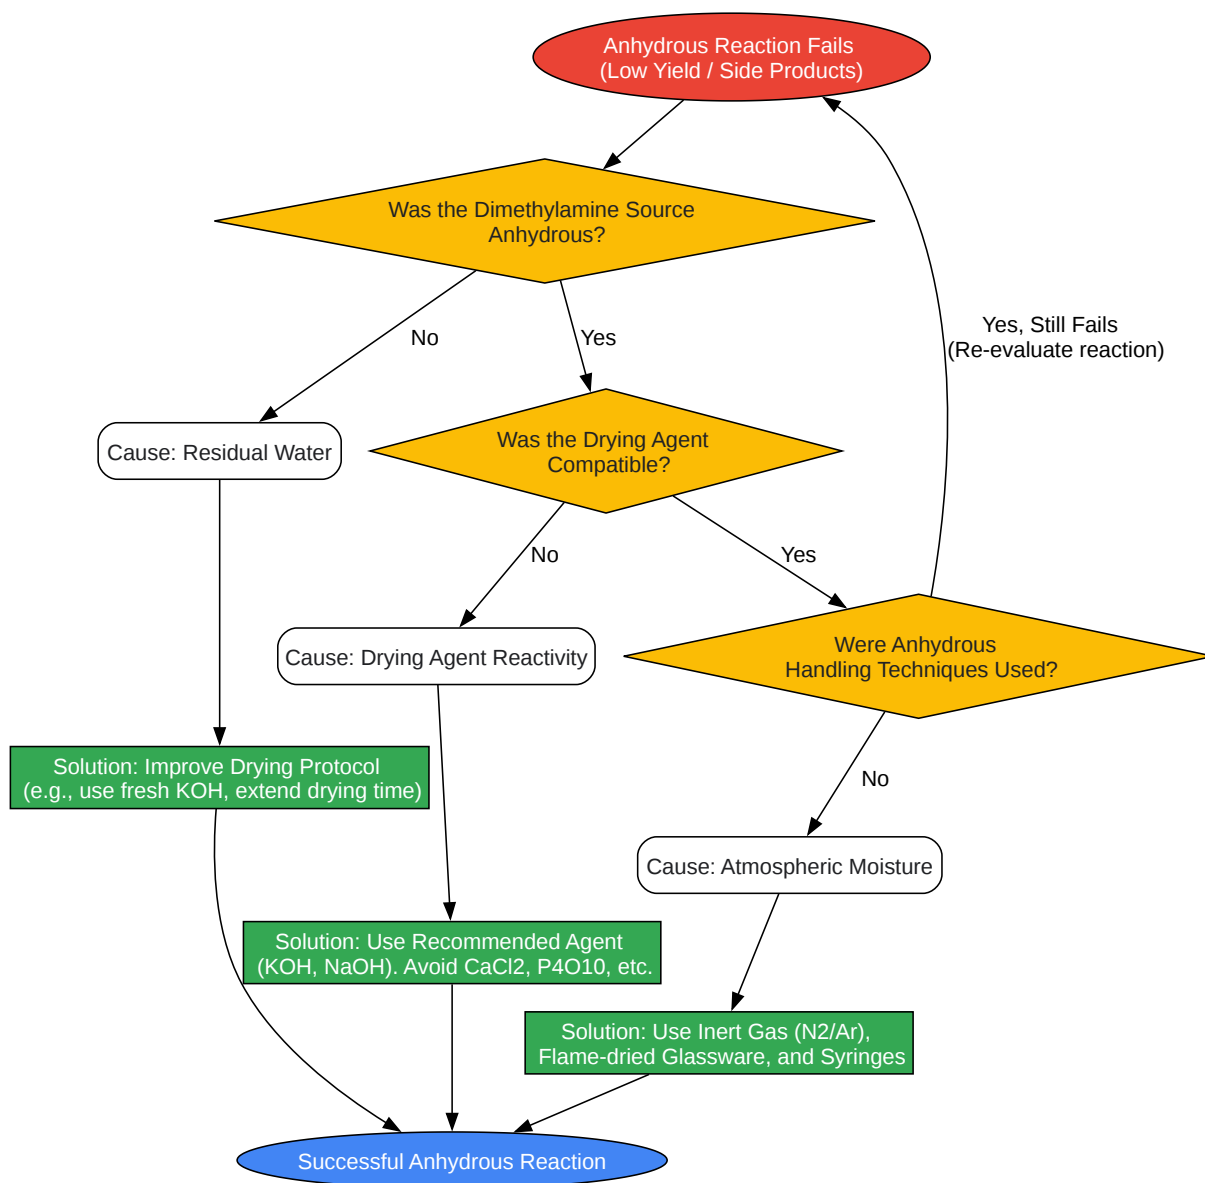 Anhydrous Reaction Fails
(Low Yield / Side Products)
Was the Dimethylamine Source
Anhydrous?
Yes, Still Fails
(Re-evaluate reaction)
No
Yes
Was the Drying Agent
Compatible?
Cause: Residual Water
No
Yes
Were Anhydrous
Handling Techniques Used?
Cause: Drying Agent Reactivity
Solution: Improve Drying Protocol
(e.g., use fresh KOH, extend drying time)
No
Cause: Atmospheric Moisture
Solution: Use Recommended Agent
(KOH, NaOH). Avoid CaCl2, P4O10, etc.
Solution: Use Inert Gas (N2/Ar),
Flame-dried Glassware, and Syringes
Successful Anhydrous Reaction